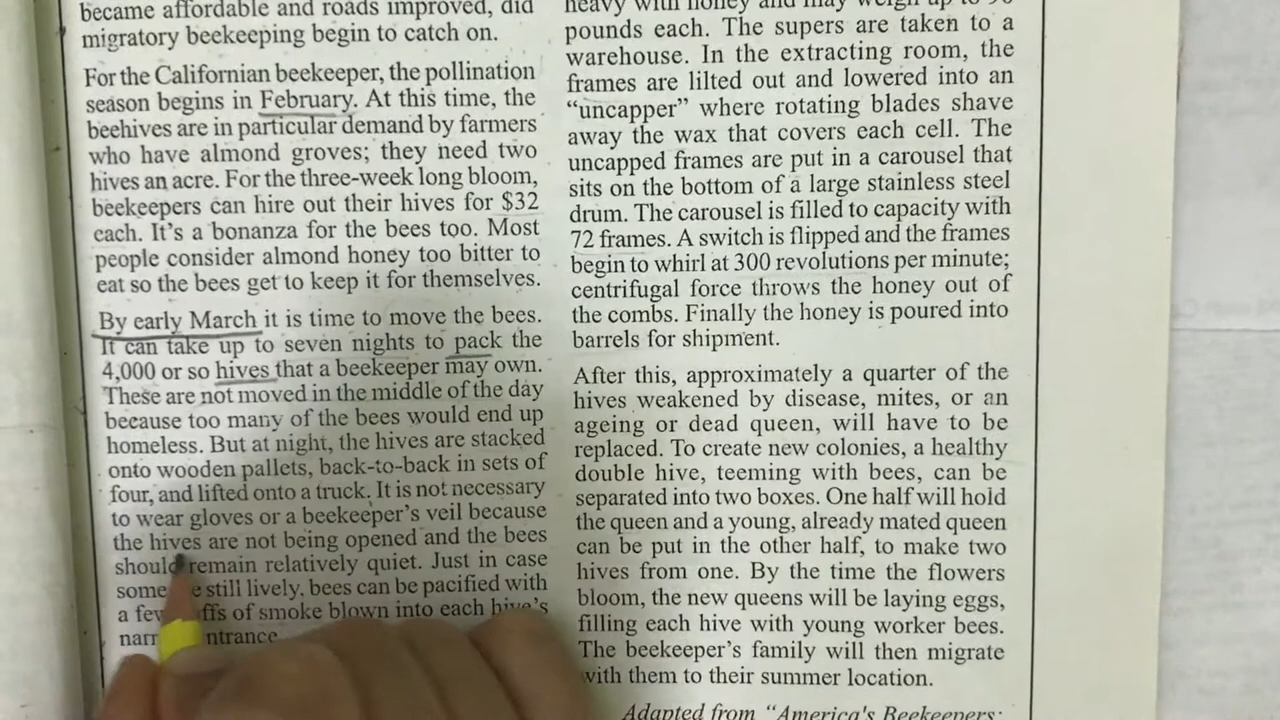 became affordable and roads improved, did
migratory beekeeping begin to catch on.
For the Californian beekeeper, the pollination
season begins in February. At this time, the
beehives are in particular demand by farmers
who have almond groves; they need two
hives an acre. For the three-week long bloom,
beekeepers can hire out their hives for $32
each. It's a bonanza for the bees too. Most
people consider almond honey too bitter to
eat so the bees get to keep it for themselves.
By early March it is time to move the bees.
It can take up to seven nights to pack the
4,000 or so hives that a beekeeper may own.
These are not moved in the middle of the day
because too many of the bees would end up
homeless. But at night, the hives are stacked
onto wooden pallets, back-to-back in sets of
four, and lifted onto a truck. It is not necessary
to wear gloves or a beekeeper's veil because
the hives are not being opened and the bees
should remain relatively quiet. Just in case
some still lively, bees can be pacified with
a few of smoke blown into each hive's
heavy with honey and may weigh up to 90
pounds each. The supers are taken to a
warehouse. In the extracting room, the
frames are lilted out and lowered into an
“uncapper” where rotating blades shave
away the wax that covers each cell. The
uncapped frames are put in a carousel that
sits on the bottom of a large stainless steel
drum. The carousel is filled to capacity with
72 frames. A switch is flipped and the frames
begin to whirl at 300 revolutions per minute;
centrifugal force throws the honey out of
the combs. Finally the honey is poured into
barrels for shipment.
After this, approximately a quarter of the
hives weakened by disease, mites, or an
ageing or dead queen, will have to be
replaced. To create new colonies, a healthy
double hive, teeming with bees, can be
separated into two boxes. One half will hold
the queen and a young, already mated queen
can be put in the other half, to make two
hives from one. By the time the flowers
bloom, the new queens will be laying eggs,
filling each hive with young worker bees.
The beekeeper's family will then migrate
with them to their summer location.
Adapted from “America's Beekeepers: